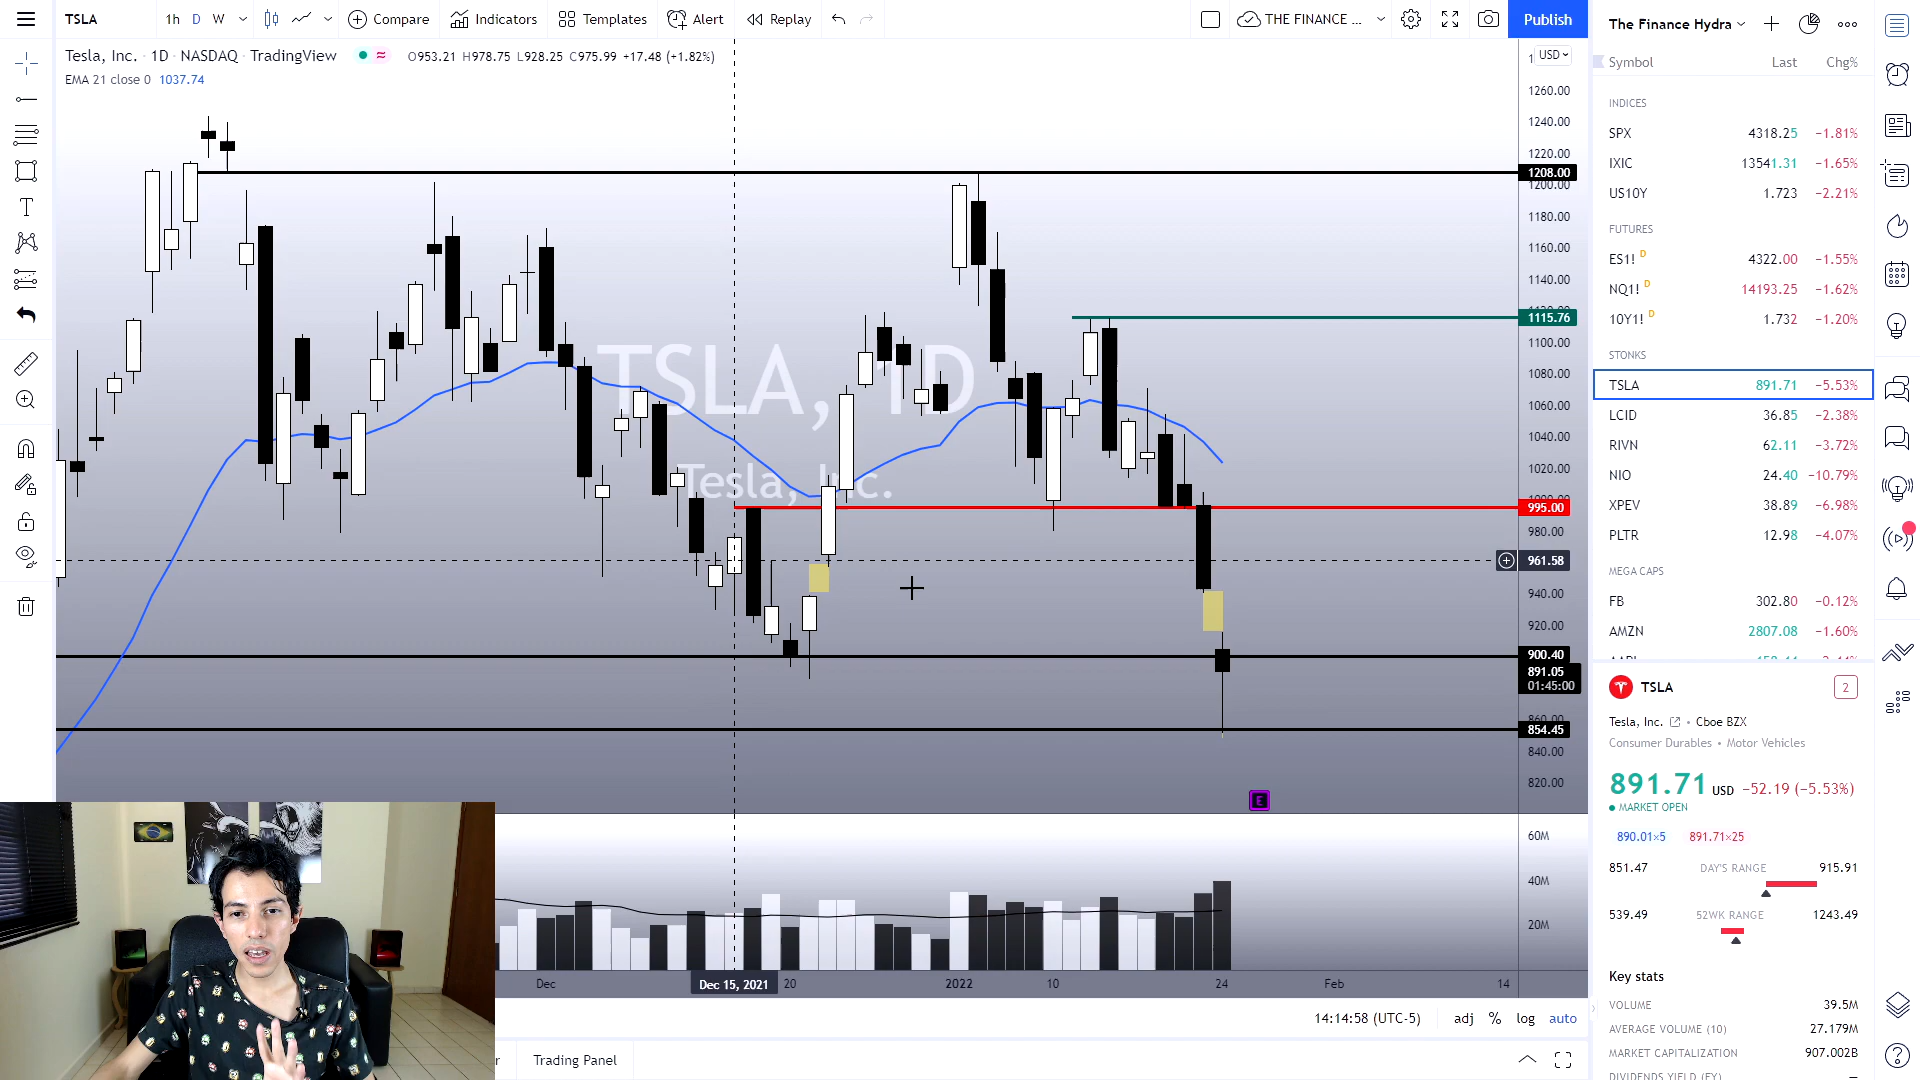 TSLA 1h D W Compare Indicators Templates Alert Replay THE FINANCE ... Publish
Tesla, Inc. · 1D · NASDAQ · TradingView O953.21 H978.75 L928.25 C975.99 +17.48 (+1.82%)
EMA 21 close 0 1037.74
USD
1260.00
1240.00
1220.00
1208.00
1200.00
1180.00
1160.00
1140.00
1115.76
1100.00
1080.00
1060.00
1040.00
1020.00
995.00
980.00
961.58
940.00
920.00
900.40
891.05
01:45:00
854.45
840.00
820.00
60M
40M
20M
TSLA, 1D
Tesla, Inc.
E
Dec Dec 15, 2021 20 2022 10 24 Feb 14
14:14:58 (UTC-5) adj % log auto
Trading Panel
The Finance Hydra
Symbol Last Chg%
INDICES
SPX 4318.25 −1.81%
IXIC 13541.31 −1.65%
US10Y 1.723 −2.21%
FUTURES
ES1! D 4322.00 −1.55%
NQ1! D 14193.25 −1.62%
10Y1! D 1.732 −1.20%
STONKS
TSLA 891.71 −5.53%
LCID 36.85 −2.38%
RIVN 62.11 −3.72%
NIO 24.40 −10.79%
XPEV 38.89 −6.98%
PLTR 12.98 −4.07%
MEGA CAPS
FB 302.80 −0.12%
AMZN 2807.08 −1.60%
TSLA 2
Tesla, Inc. • Cboe BZX
Consumer Durables • Motor Vehicles
891.71 USD −52.19 (−5.53%)
MARKET OPEN
890.01×5 891.71×25
851.47 DAY'S RANGE 915.91
539.49 52WK RANGE 1243.49
Key stats
VOLUME 39.5M
AVERAGE VOLUME (10) 27.179M
MARKET CAPITALIZATION 907.002B
DIVIDENDS YIELD (FY) —